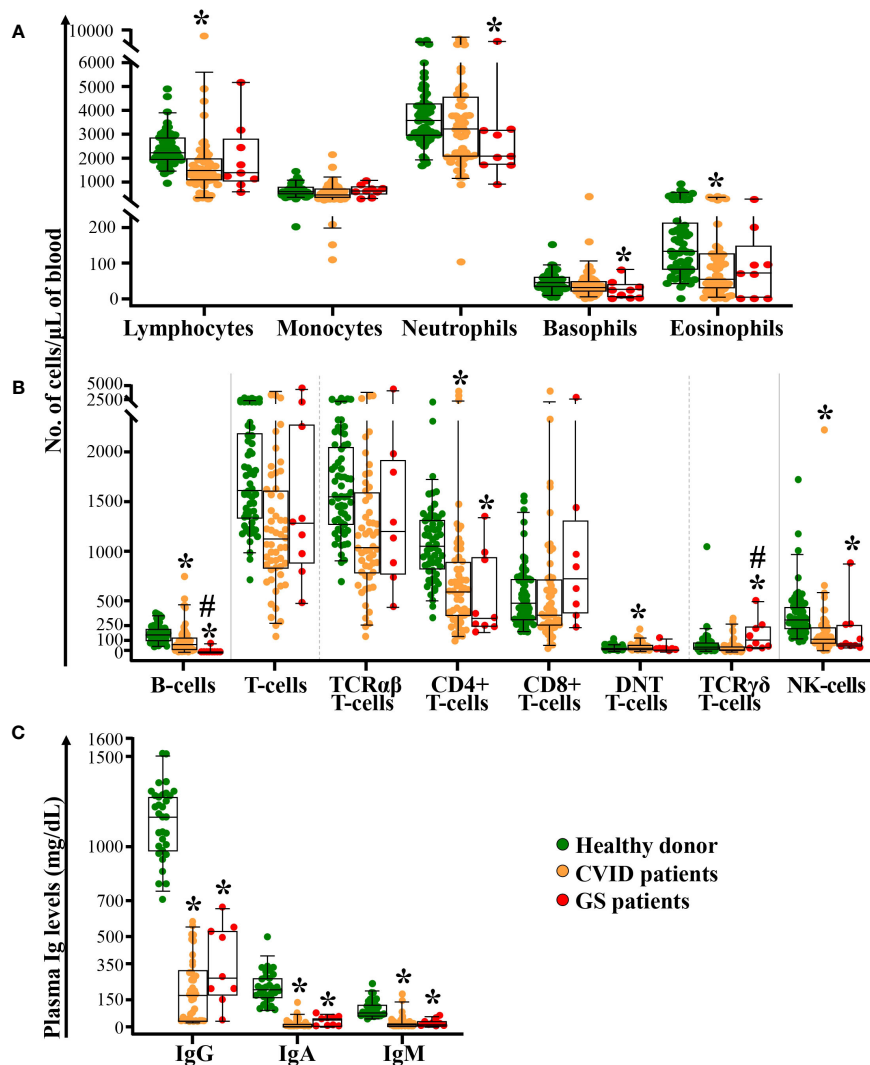 A
No. of cells/µL of blood
10000
6000
5000
4000
3000
2000
1000
200
100
0
*
*
*
*
Lymphocytes
Monocytes
Neutrophils
Basophils
Eosinophils
B
5000
2500
2000
1500
1000
500
250
100
0
*
#
*
*
*
*
#
*
*
*
B-cells
T-cells
TCRαβ
T-cells
CD4+
T-cells
CD8+
T-cells
DNT
T-cells
TCRγδ
T-cells
NK-cells
C
Plasma Ig levels (mg/dL)
1600
1500
1000
700
500
350
150
0
*
*
*
*
*
*
IgG
IgA
IgM
Healthy donor
CVID patients
GS patients